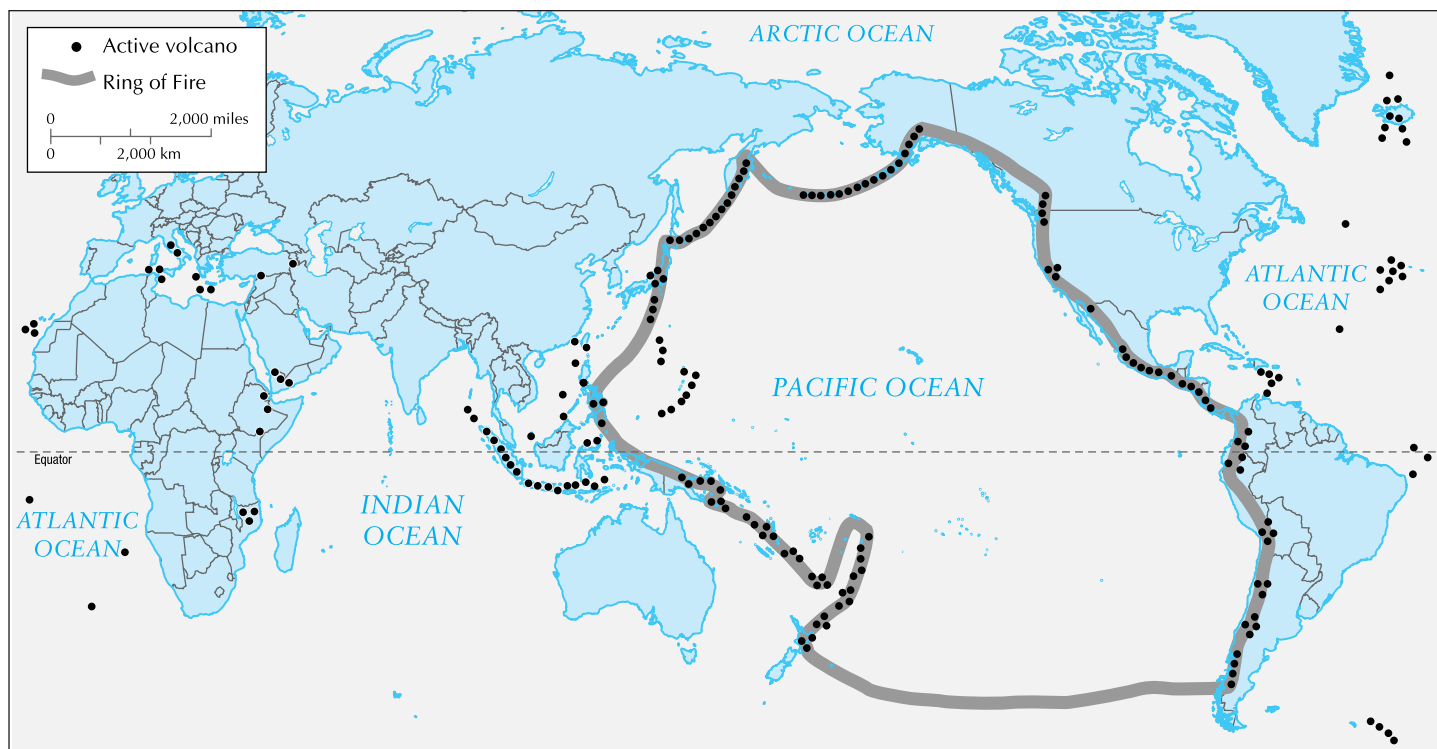 Active volcano
Ring of Fire
0 2,000 miles
0 2,000 km
ARCTIC OCEAN
ATLANTIC
OCEAN
PACIFIC OCEAN
Equator
INDIAN
OCEAN
ATLANTIC
OCEAN